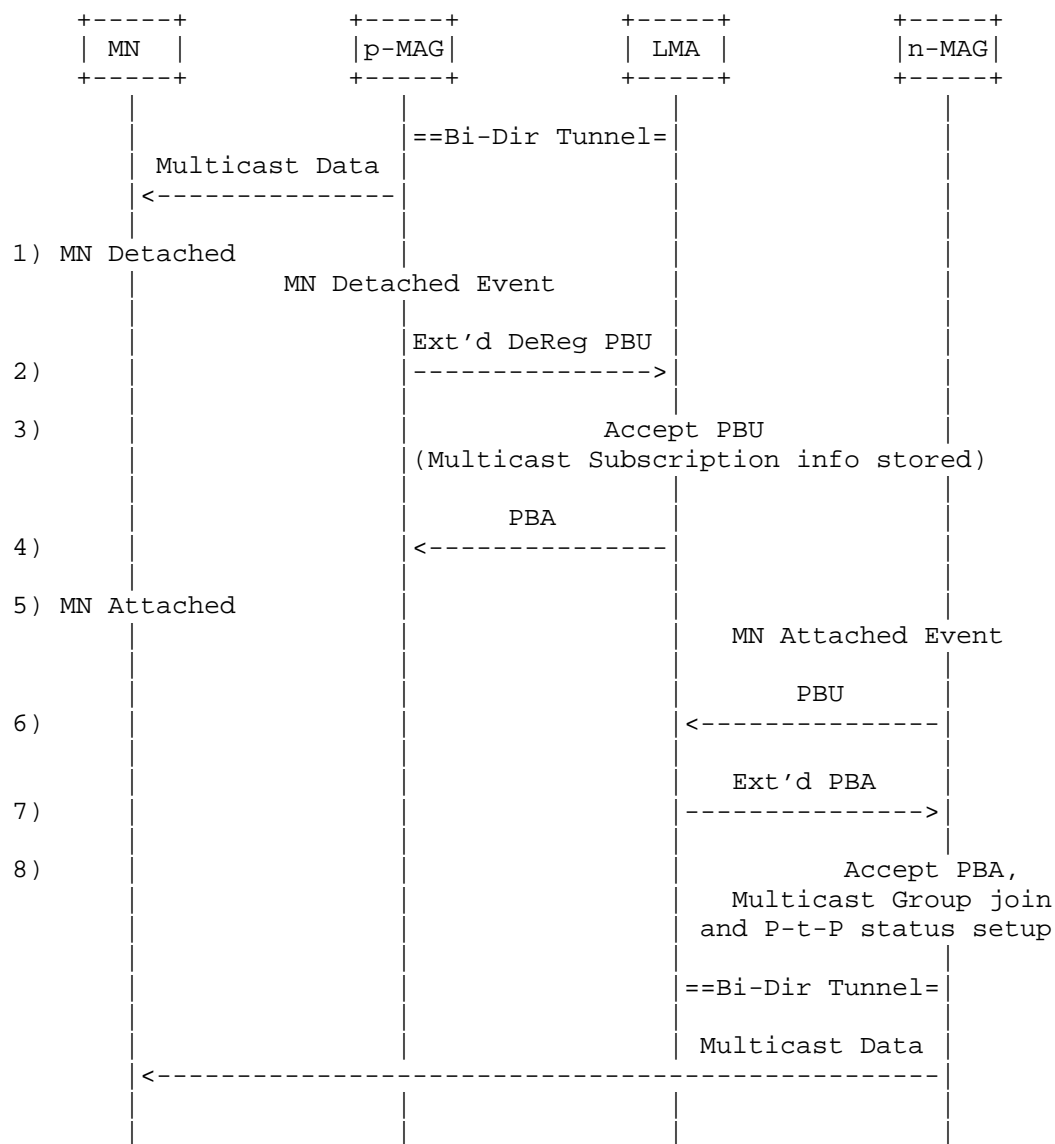 MN p-MAG LMA n-MAG
==Bi-Dir Tunnel=
Multicast Data
1) MN Detached
MN Detached Event
Ext'd DeReg PBU
2)
3) Accept PBU
(Multicast Subscription info stored)
PBA
4)
5) MN Attached
MN Attached Event
PBU
6)
Ext'd PBA
7)
8) Accept PBA,
Multicast Group join
and P-t-P status setup
==Bi-Dir Tunnel=
Multicast Data